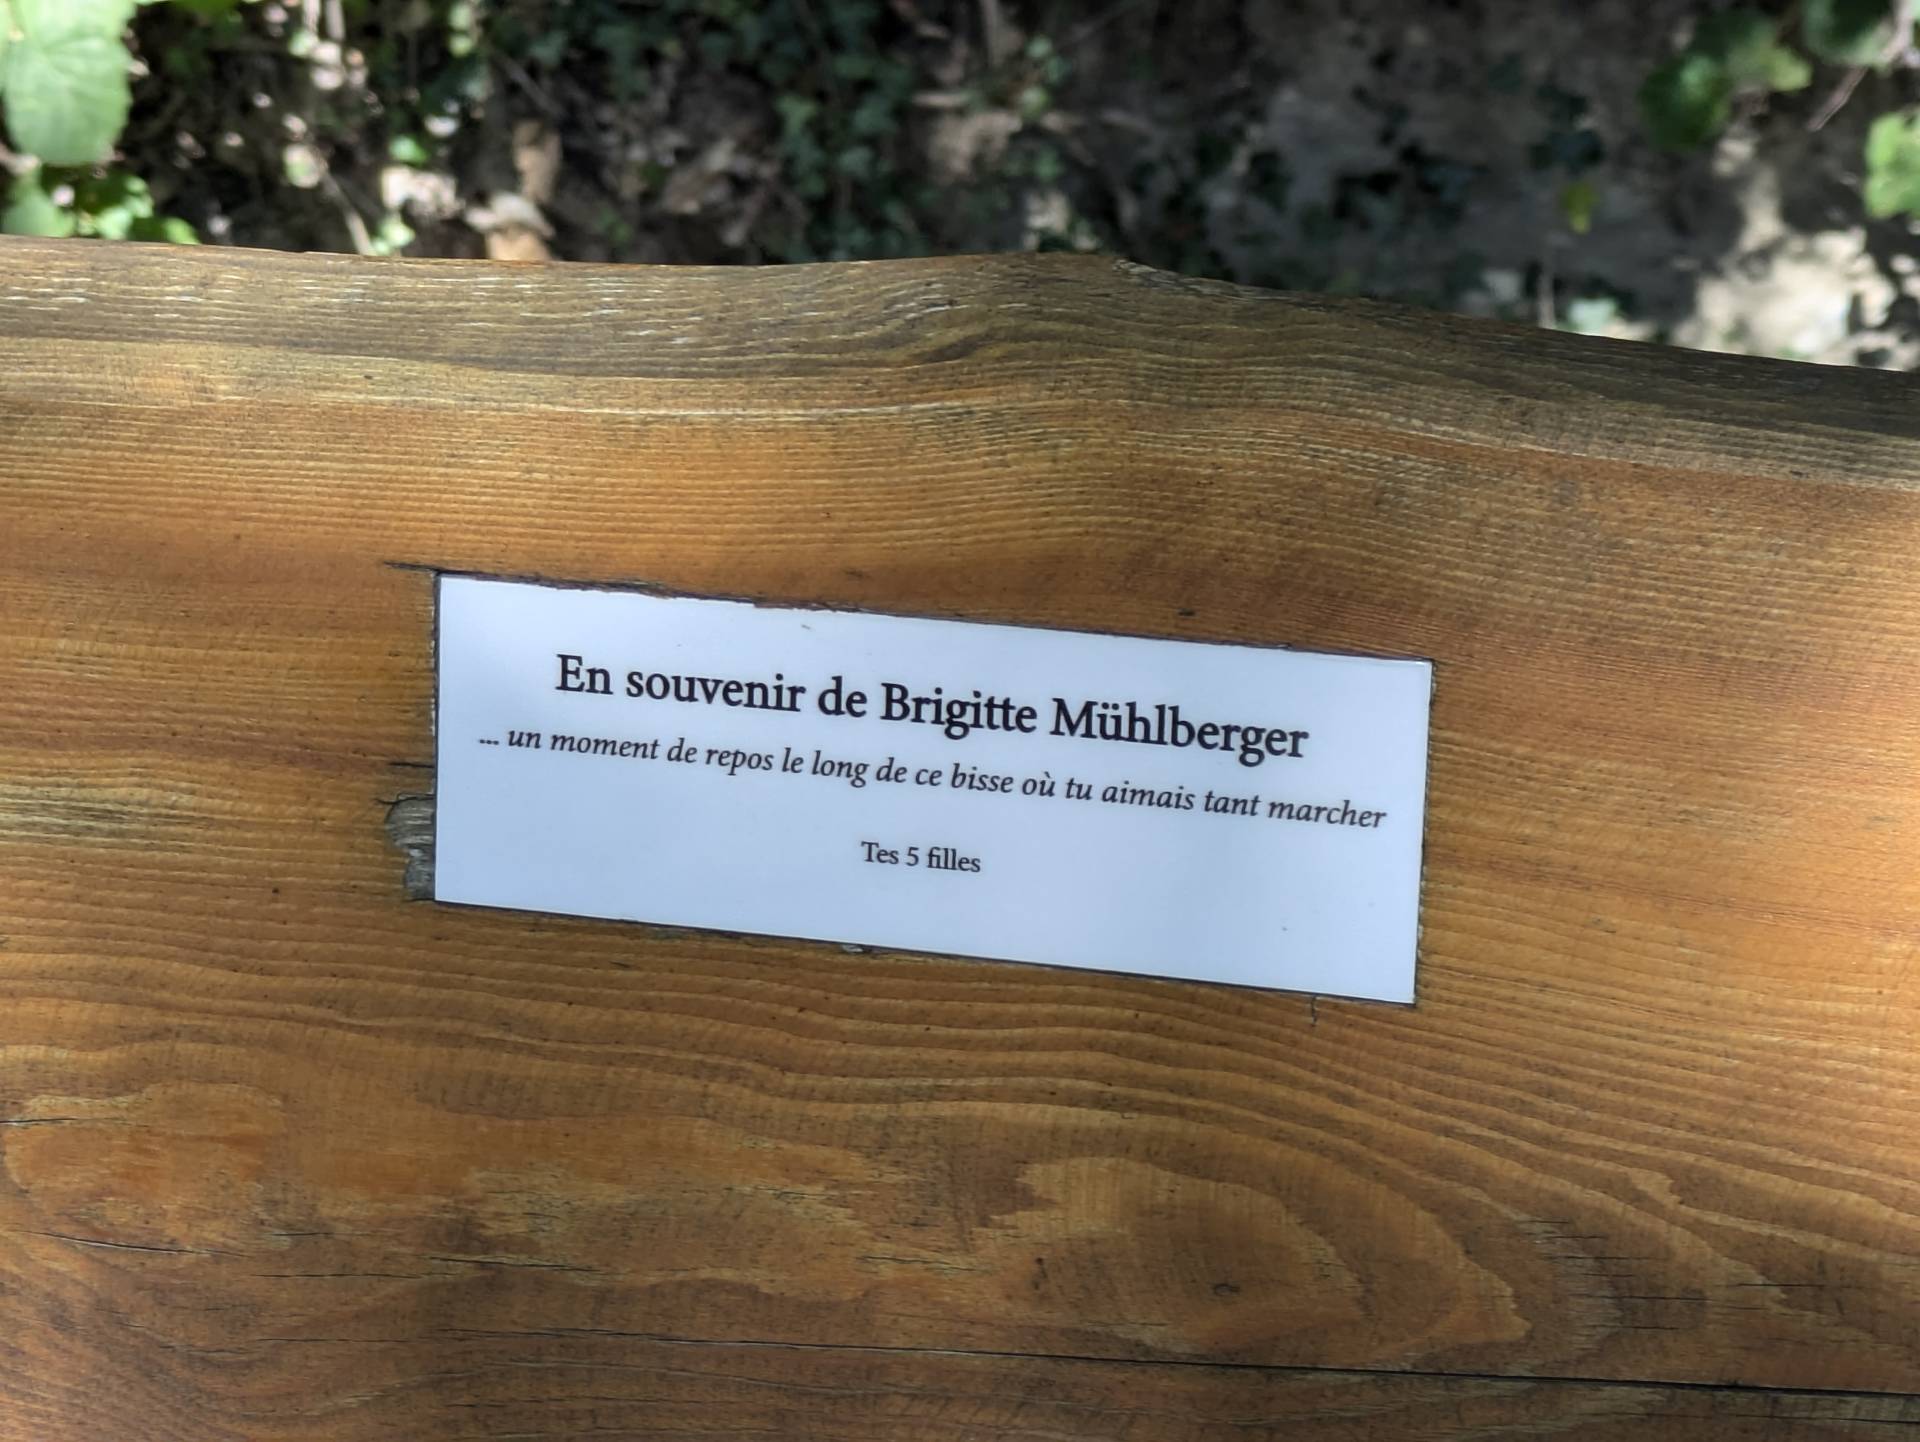 En souvenir de Brigitte Mühlberger
... un moment de repos le long de ce bisse où tu aimais tant marcher
Tes 5 filles